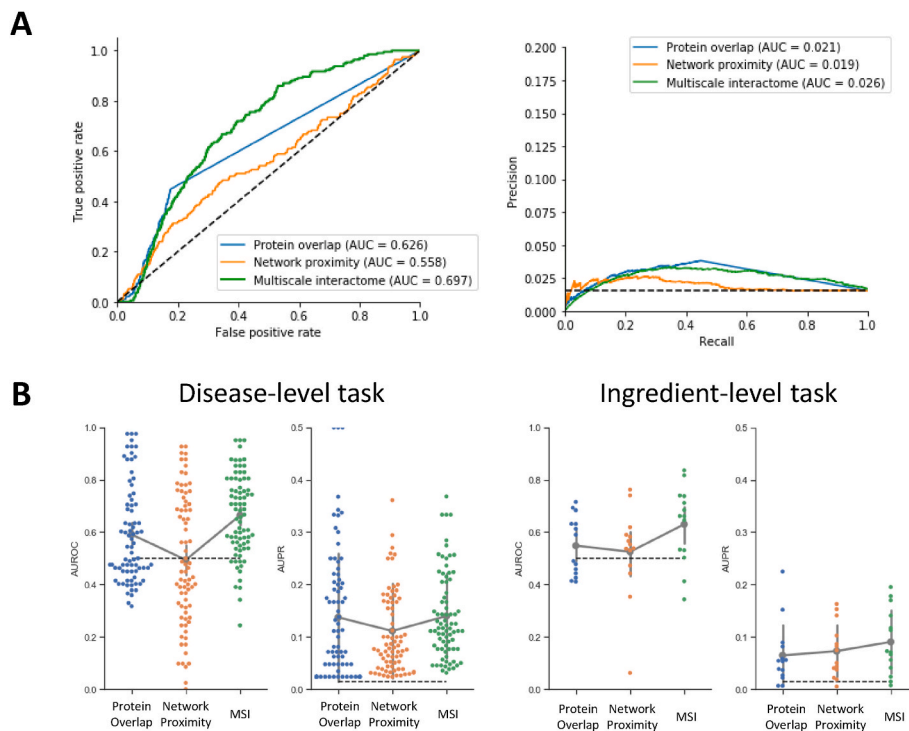 A
1.0
0.8
0.6
0.4
0.2
0.0
True positive rate
0.0
0.2
0.4
0.6
0.8
1.0
False positive rate
Protein overlap (AUC = 0.626)
Network proximity (AUC = 0.558)
Multiscale interactome (AUC = 0.697)
0.200
0.175
0.150
0.125
0.100
0.075
0.050
0.025
0.000
Precision
0.0
0.2
0.4
0.6
0.8
1.0
Recall
Protein overlap (AUC = 0.021)
Network proximity (AUC = 0.019)
Multiscale interactome (AUC = 0.026)
B
Disease-level task
1.0
0.8
0.6
0.4
0.2
0.0
AUROC
Protein
Overlap
Network
Proximity
MSI
0.5
0.4
0.3
0.2
0.1
0.0
AUPR
Protein
Overlap
Network
Proximity
MSI
Ingredient-level task
1.0
0.8
0.6
0.4
0.2
0.0
AUROC
Protein
Overlap
Network
Proximity
MSI
0.5
0.4
0.3
0.2
0.1
0.0
AUPR
Protein
Overlap
Network
Proximity
MSI